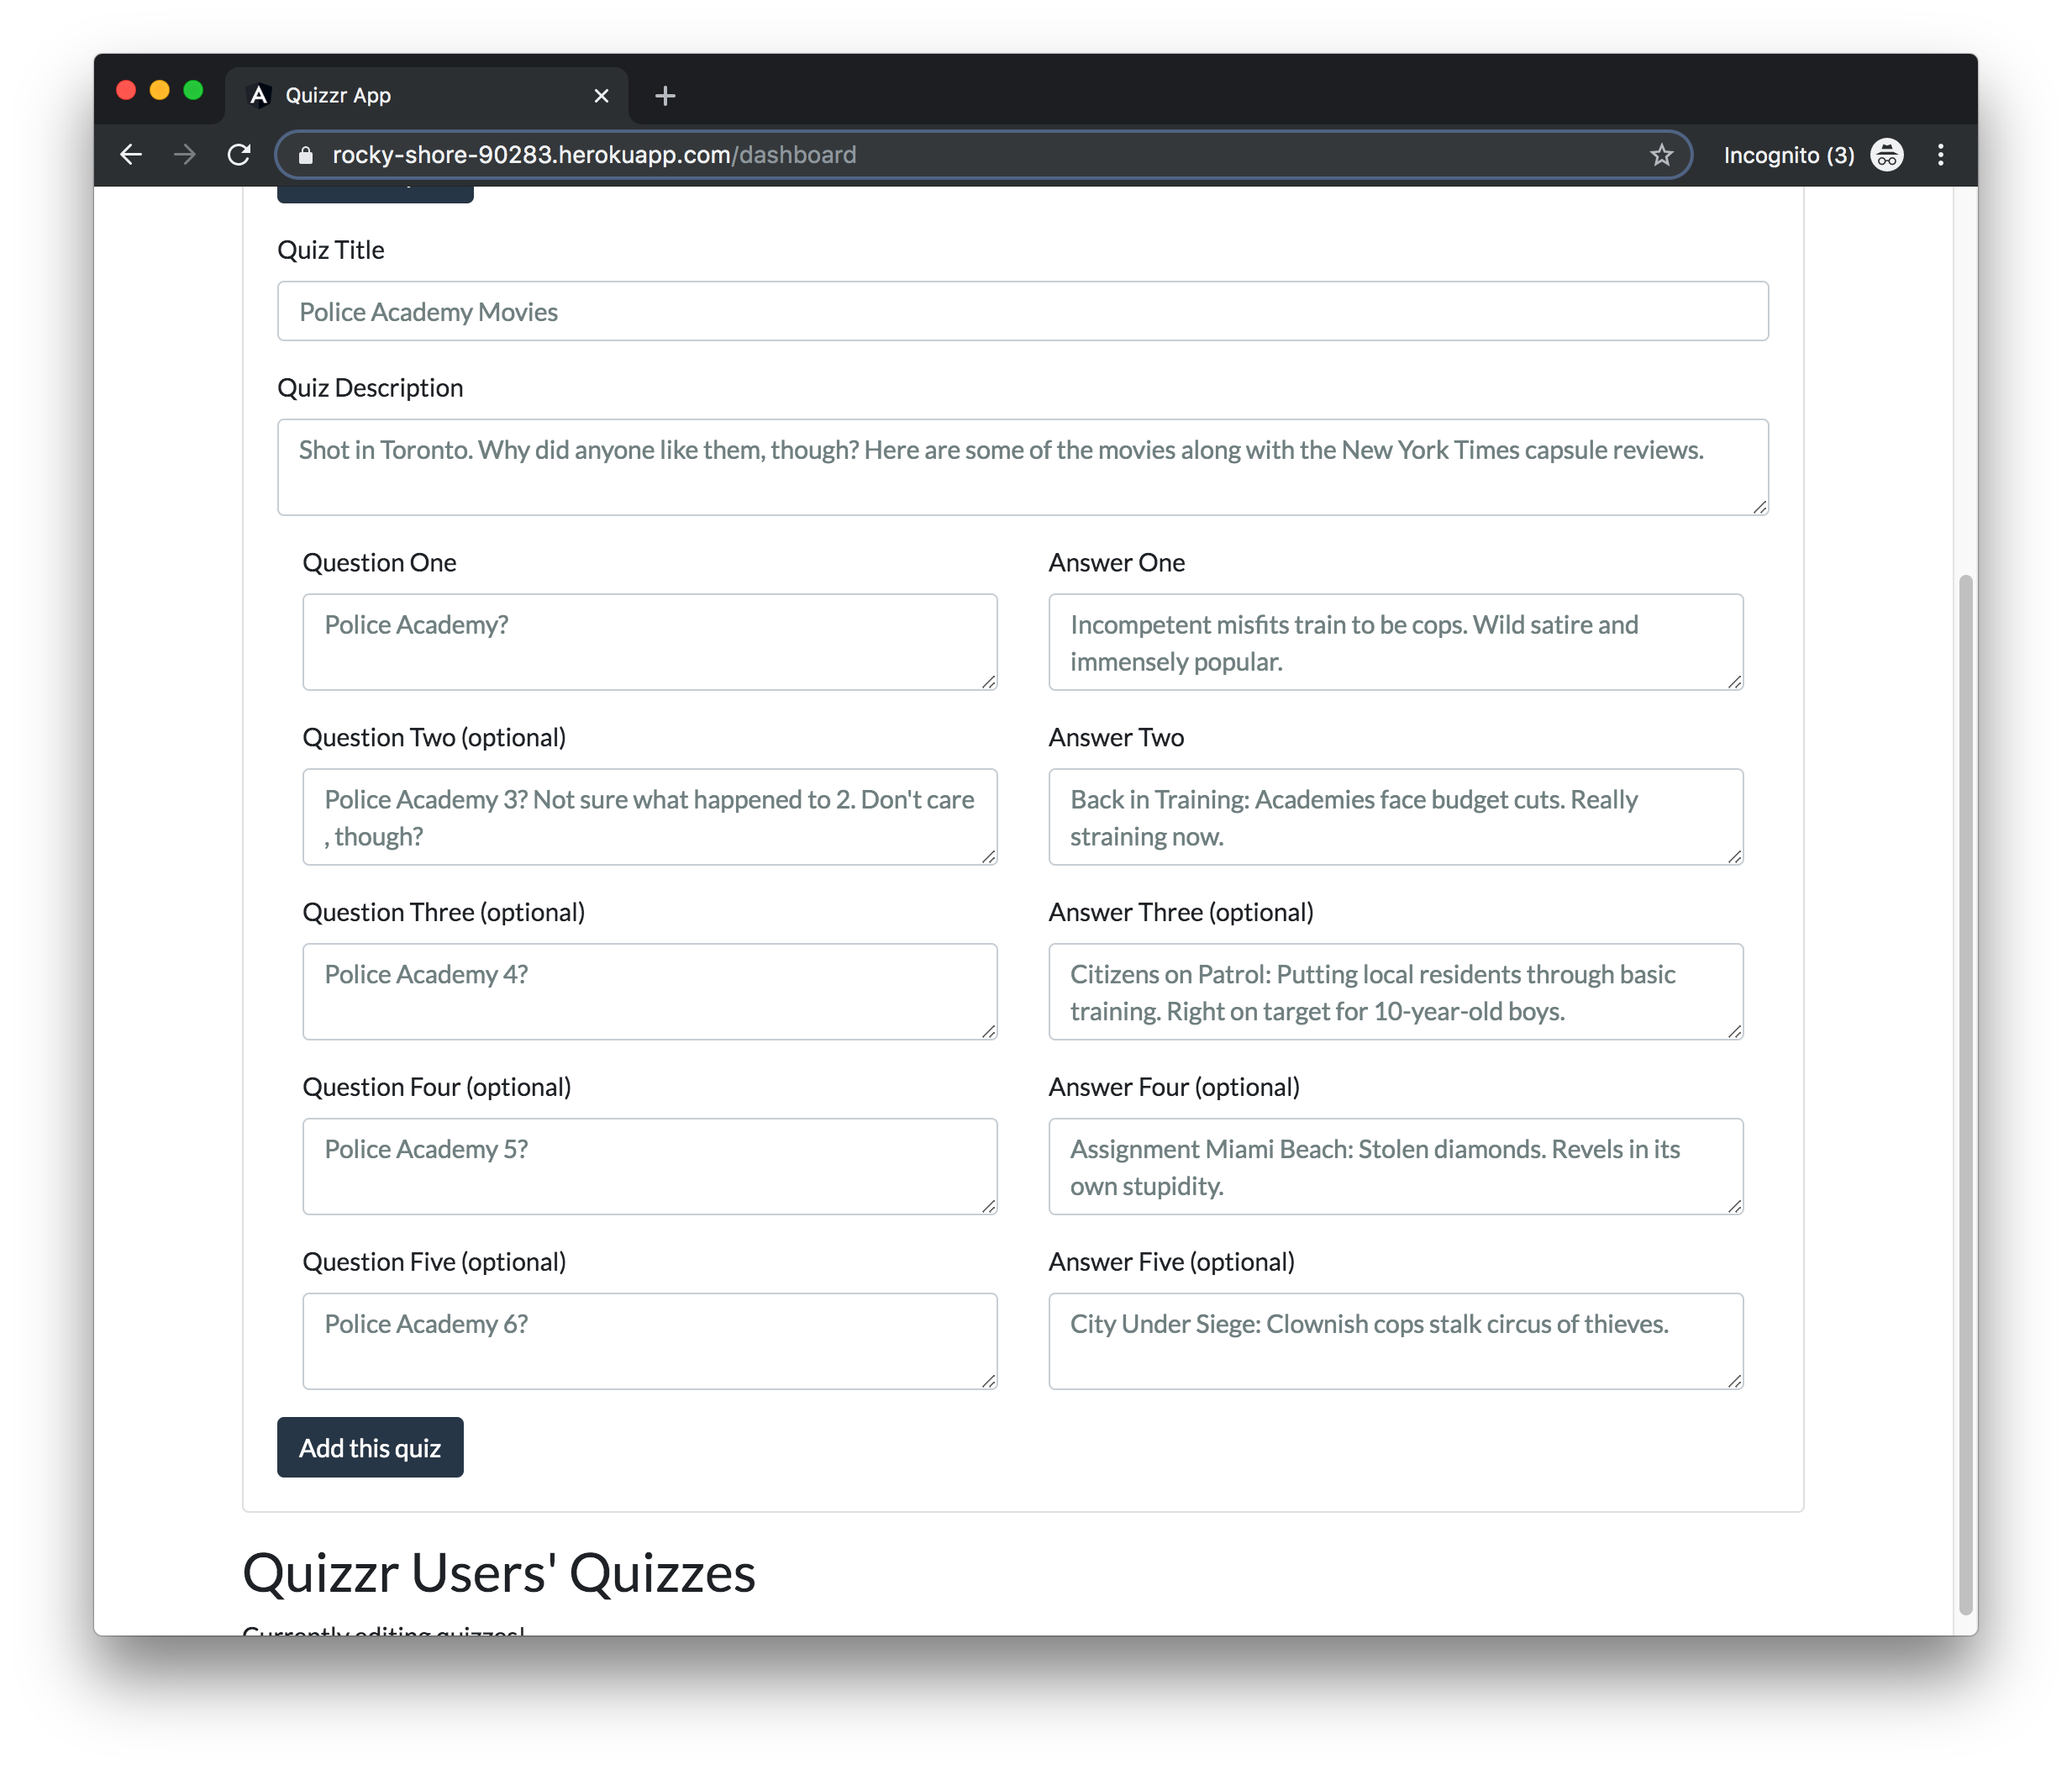 Quizzr App
rocky-shore-90283.herokuapp.com/dashboard
Incognito (3)
Quiz Title
Police Academy Movies
Quiz Description
Shot in Toronto. Why did anyone like them, though? Here are some of the movies along with the New York Times capsule reviews.
Question One
Answer One
Police Academy?
Incompetent misfits train to be cops. Wild satire and
immensely popular.
Question Two (optional)
Answer Two
Police Academy 3? Not sure what happened to 2. Don't care
, though?
Back in Training: Academies face budget cuts. Really
straining now.
Question Three (optional)
Answer Three (optional)
Police Academy 4?
Citizens on Patrol: Putting local residents through basic
training. Right on target for 10-year-old boys.
Question Four (optional)
Answer Four (optional)
Police Academy 5?
Assignment Miami Beach: Stolen diamonds. Revels in its
own stupidity.
Question Five (optional)
Answer Five (optional)
Police Academy 6?
City Under Siege: Clownish cops stalk circus of thieves.
Add this quiz
Quizzr Users' Quizzes
Currently editing quizzes!